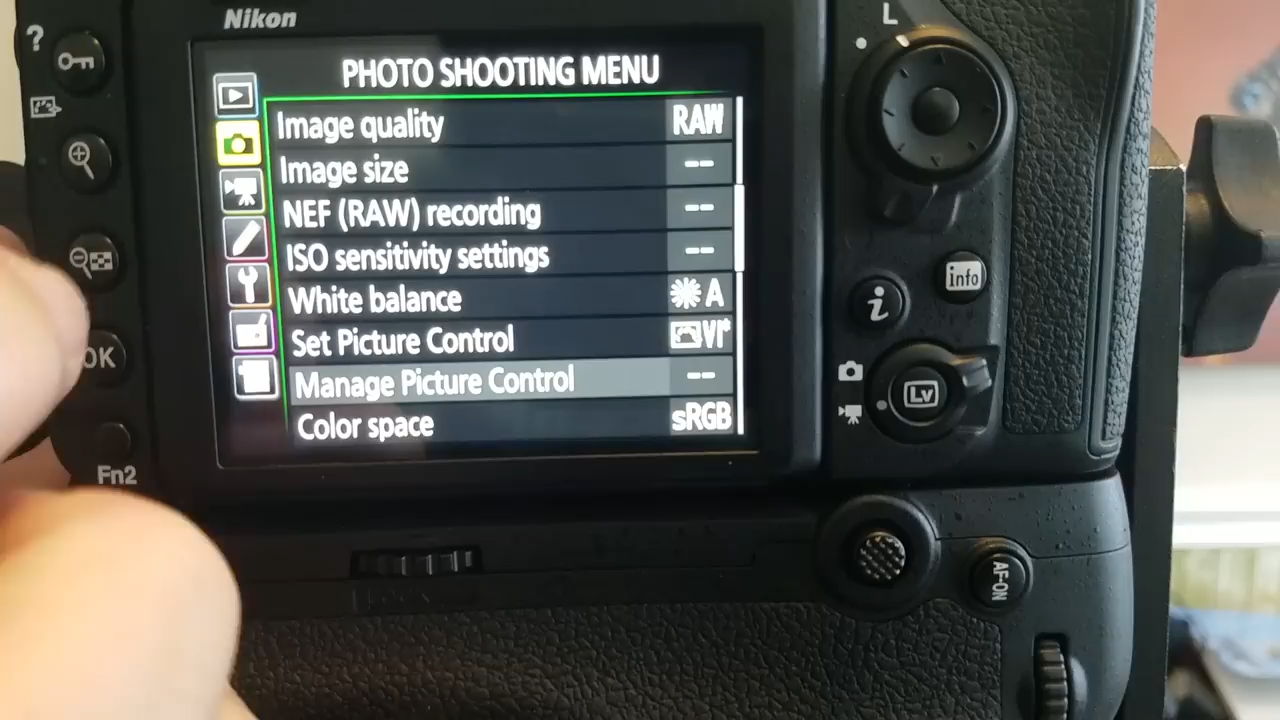 Nikon
L
?
PHOTO SHOOTING MENU
Image quality RAW
Image size --
NEF (RAW) recording --
ISO sensitivity settings --
White balance A
Set Picture Control VI*
Manage Picture Control --
Color space sRGB
info
i
Lv
OK
Fn2
AF-ON